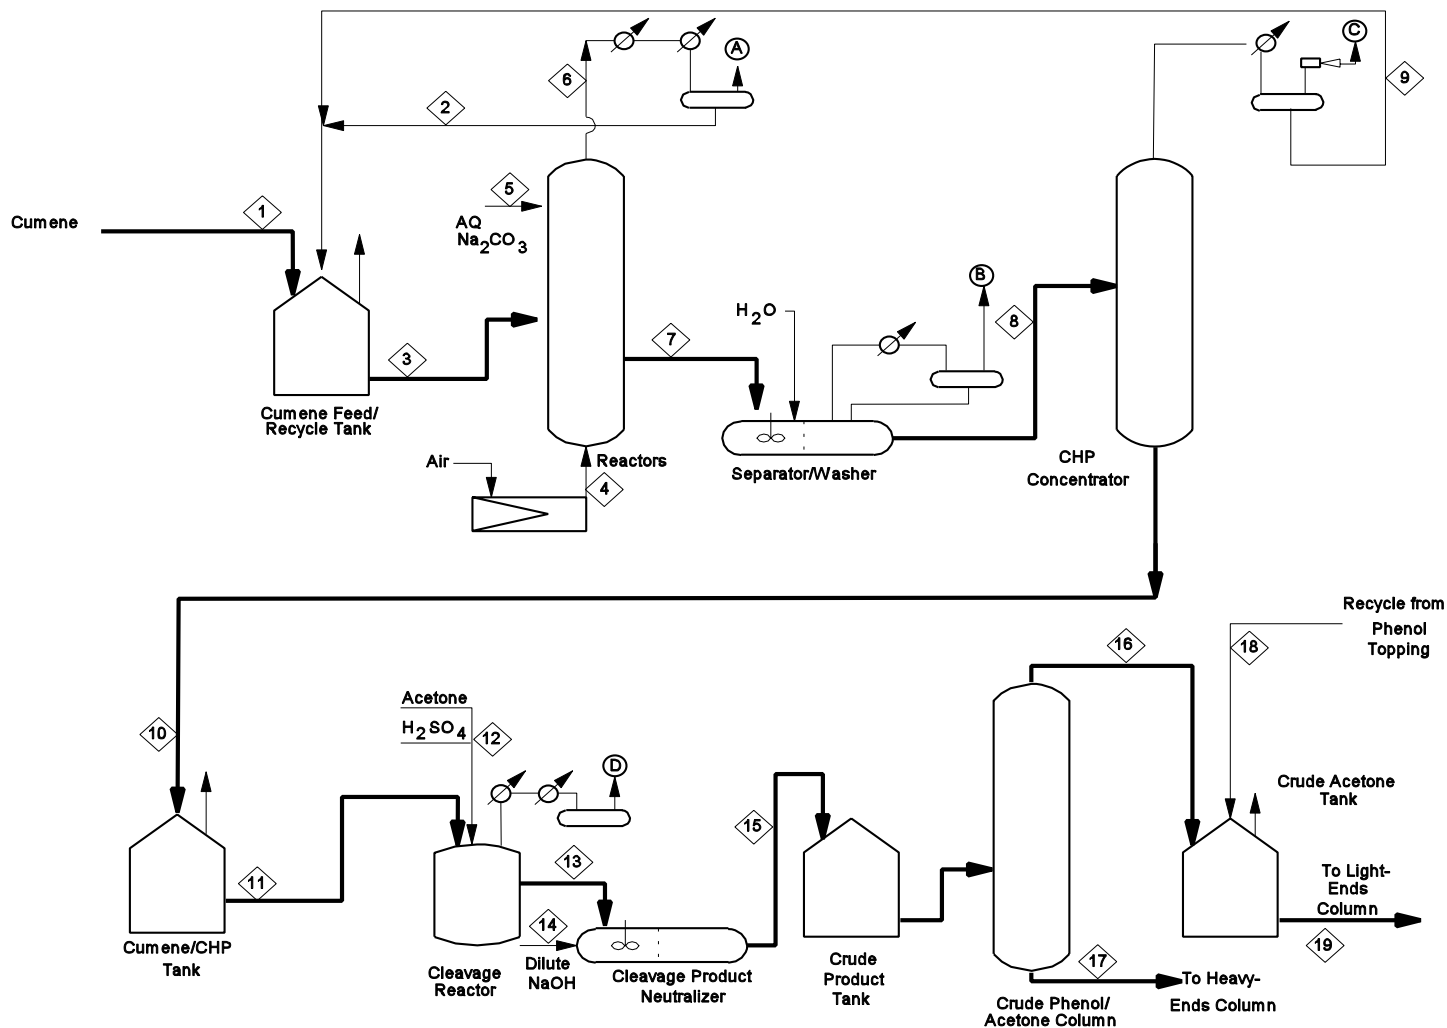 A
C
6
9
2
5
1
Cumene
AQ
Na2CO3
B
H2O
8
7
3
Cumene Feed/
Recycle Tank
Air
Reactors
4
Separator/Washer
CHP
Concentrator
Recycle from
Phenol
Topping
16
18
Acetone
H2SO4
12
10
D
Crude Acetone
Tank
15
13
11
14
To Light-
Ends
Column
19
Cumene/CHP
Tank
Cleavage
Reactor
Dilute
NaOH
Cleavage Product
Neutralizer
Crude
Product
Tank
17
To Heavy-
Ends Column
Crude Phenol/
Acetone Column